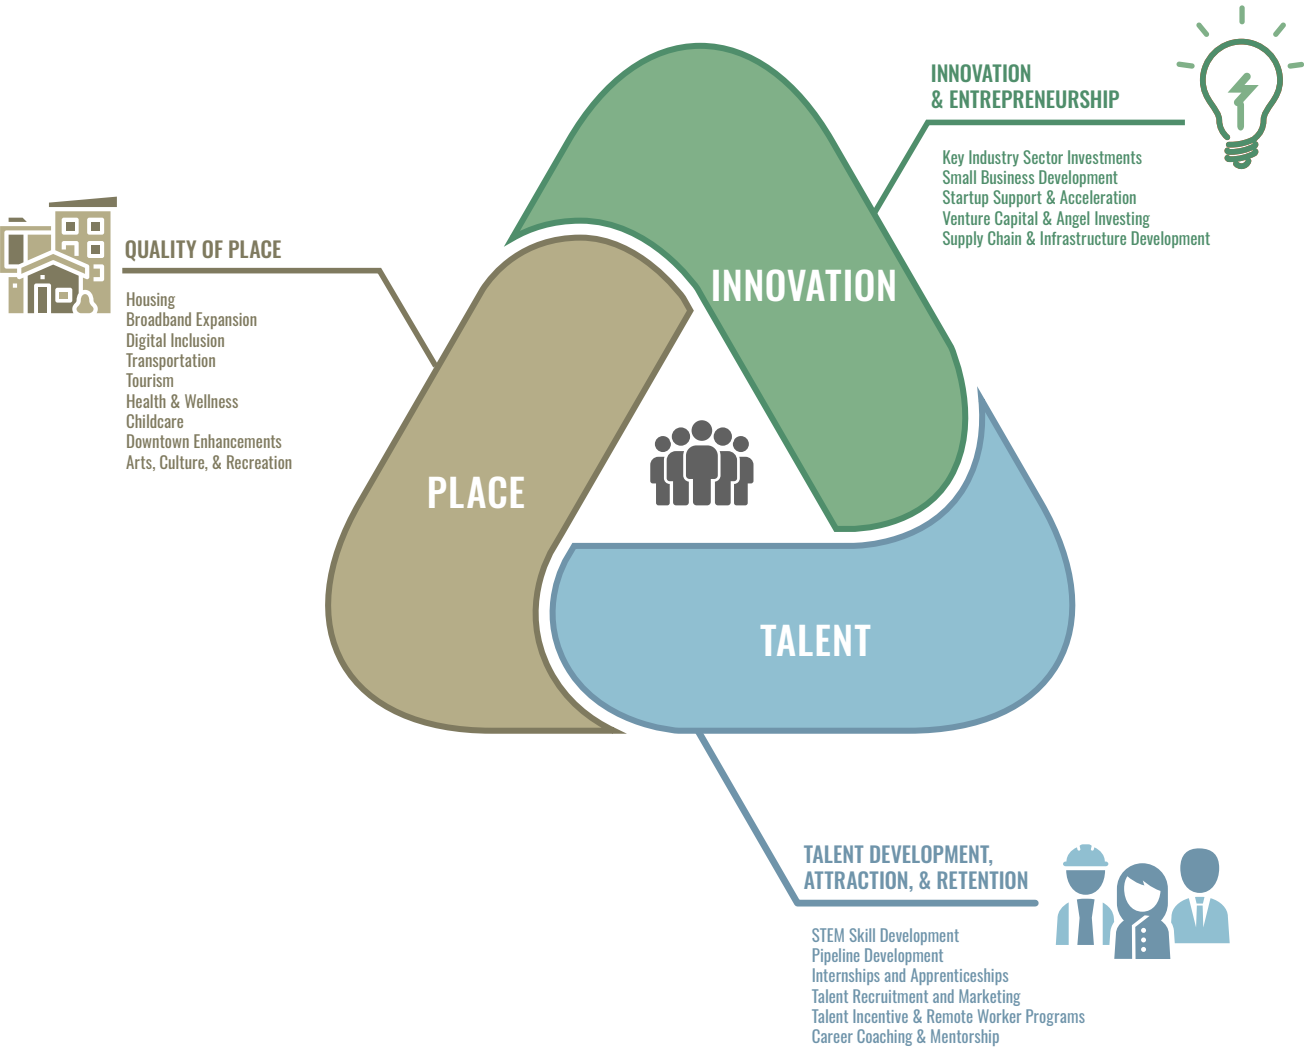 INNOVATION
& ENTREPRENEURSHIP
Key Industry Sector Investments
Small Business Development
Startup Support & Acceleration
Venture Capital & Angel Investing
Supply Chain & Infrastructure Development
QUALITY OF PLACE
Housing
Broadband Expansion
Digital Inclusion
Transportation
Tourism
Health & Wellness
Childcare
Downtown Enhancements
Arts, Culture, & Recreation
INNOVATION
PLACE
TALENT
TALENT DEVELOPMENT,
ATTRACTION, & RETENTION
STEM Skill Development
Pipeline Development
Internships and Apprenticeships
Talent Recruitment and Marketing
Talent Incentive & Remote Worker Programs
Career Coaching & Mentorship